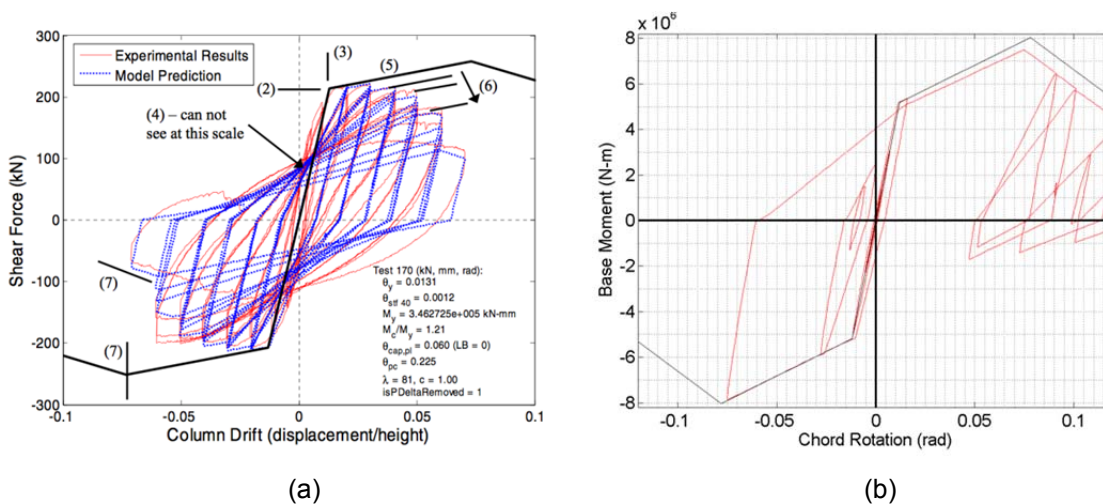 300
200
100
0
-100
-200
-300
-0.1
-0.05
0
0.05
0.1
Shear Force (kN)
Column Drift (displacement/height)
Experimental Results
Model Prediction
(3)
(2)
(5)
(6)
(4) – can not
see at this scale
(7)
(7)
Test 170 (kN, mm, rad):
θy = 0.0131
θstf 40 = 0.0012
My = 3.462725e+005 kN-mm
Mc/My = 1.21
θcap,pl = 0.060 (LB = 0)
θpc = 0.225
λ = 81, c = 1.00
isPDeltaRemoved = 1
(a)
x 10^6
8
6
4
2
0
-2
-4
-6
-8
-0.1
-0.05
0
0.05
0.1
Base Moment (N-m)
Chord Rotation (rad)
(b)